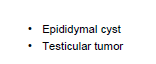 • Epididymal cyst
• Testicular tumor